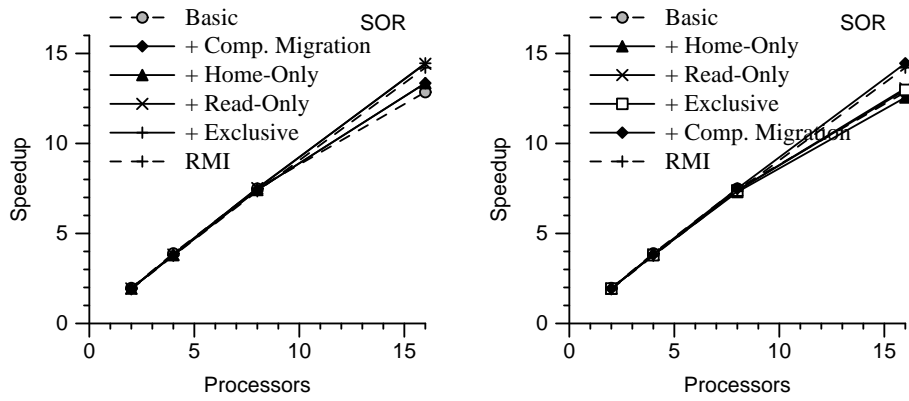 Basic
SOR
+ Comp. Migration
+ Home-Only
+ Read-Only
+ Exclusive
RMI
15
10
5
0
Speedup
0
5
10
15
Processors
Basic
SOR
+ Home-Only
+ Read-Only
+ Exclusive
+ Comp. Migration
RMI
15
10
5
0
Speedup
0
5
10
15
Processors